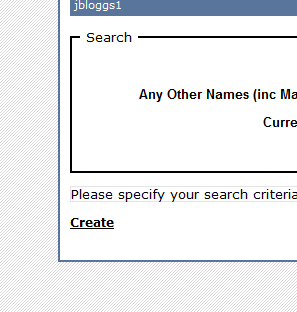 jbloggs1
Search
Any Other Names (inc Ma
Curre
Please specify your search criteria
Create